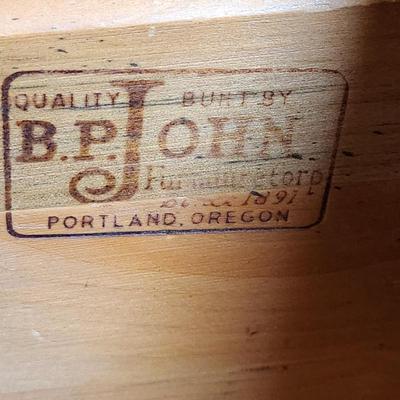 QUALITY BUILT BY
B.P. JOHN
Furniture Corp.
Since 1891
PORTLAND, OREGON